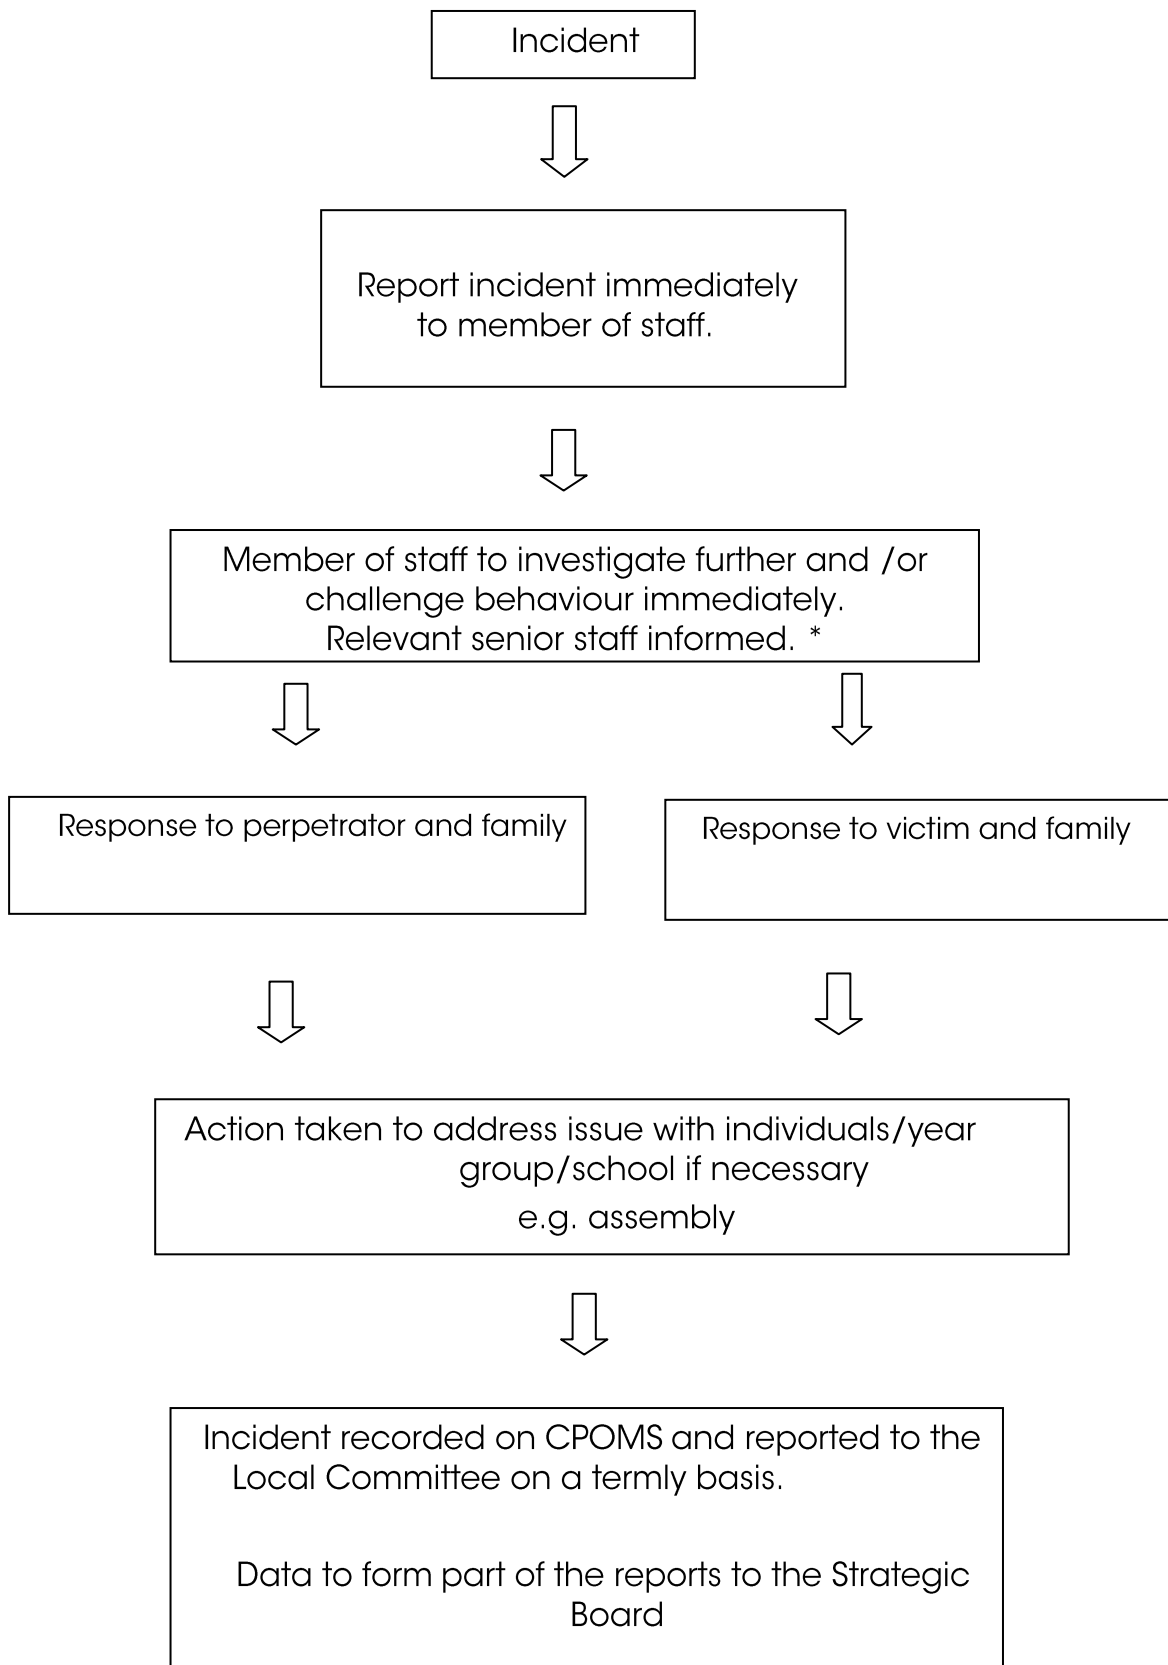 Incident
Report incident immediately
to member of staff.
Member of staff to investigate further and /or
challenge behaviour immediately.
Relevant senior staff informed. *
Response to perpetrator and family
Response to victim and family
Action taken to address issue with individuals/year
group/school if necessary
e.g. assembly
Incident recorded on CPOMS and reported to the
Local Committee on a termly basis.
Data to form part of the reports to the Strategic
Board